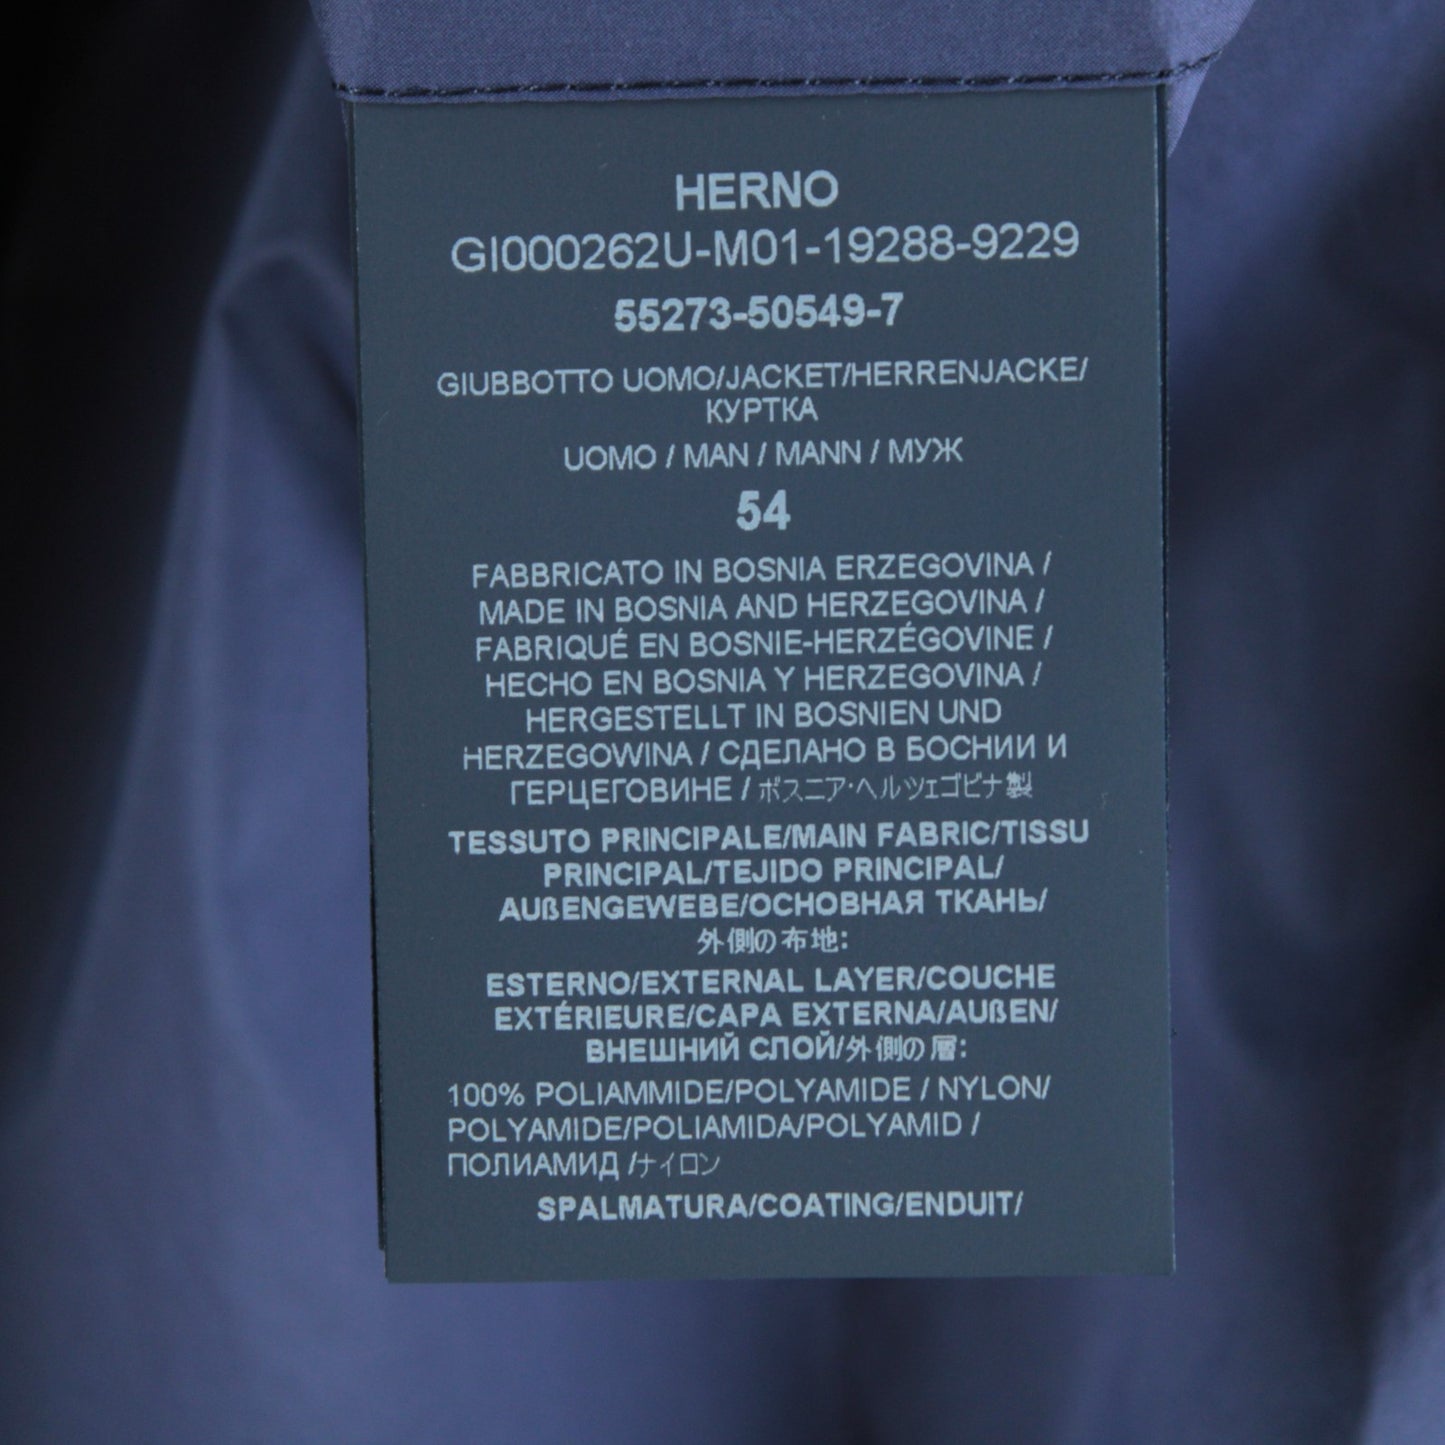 HERNO
GI000262U-M01-19288-9229
55273-50549-7
GIUBBOTTO UOMO/JACKET/HERRENJACKE/
КУРТКА
UOMO / MAN / MANN / МУЖ
54
FABBRICATO IN BOSNIA ERZEGOVINA /
MADE IN BOSNIA AND HERZEGOVINA /
FABRIQUÉ EN BOSNIE-HERZÉGOVINE /
HECHO EN BOSNIA Y HERZEGOVINA /
HERGESTELLT IN BOSNIEN UND
HERZEGOWINA / СДЕЛАНО В БОСНИИ И
ГЕРЦЕГОВИНЕ / ボスニア・ヘルツェゴビナ製
TESSUTO PRINCIPALE/MAIN FABRIC/TISSU
PRINCIPAL/TEJIDO PRINCIPAL/
AUßENGEWEBE/ОСНОВНАЯ ТКАНЬ/
外側の布地:
ESTERNO/EXTERNAL LAYER/COUCHE
EXTÉRIEURE/CAPA EXTERNA/AUßEN/
ВНЕШНИЙ СЛОЙ/外側の層:
100% POLIAMMIDE/POLYAMIDE / NYLON/
POLYAMIDE/POLIAMIDA/POLYAMID /
ПОЛИАМИД /ナイロン
SPALMATURA/COATING/ENDUIT/